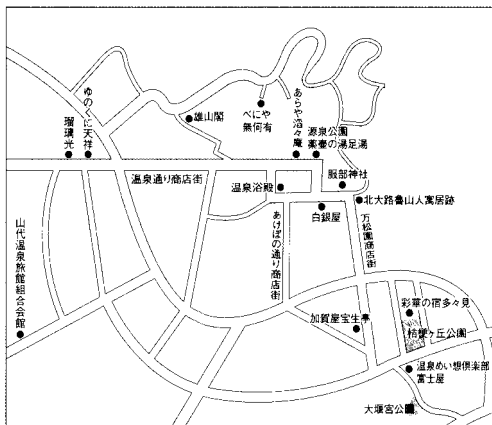 ゆのくに天祥
瑠璃光
雄山閣
べにや
無何有
あらや滔々庵
源泉公園
薬壷の湯足湯
服部神社
温泉通り商店街
温泉浴殿
北大路魯山人寓居跡
白銀屋
万松園商店街
あけぼの通り商店街
山代温泉旅館組合会館
彩華の宿多々見
加賀屋宝生亭
桔梗ヶ丘公園
温泉めい想倶楽部
富士屋
大堰宮公園